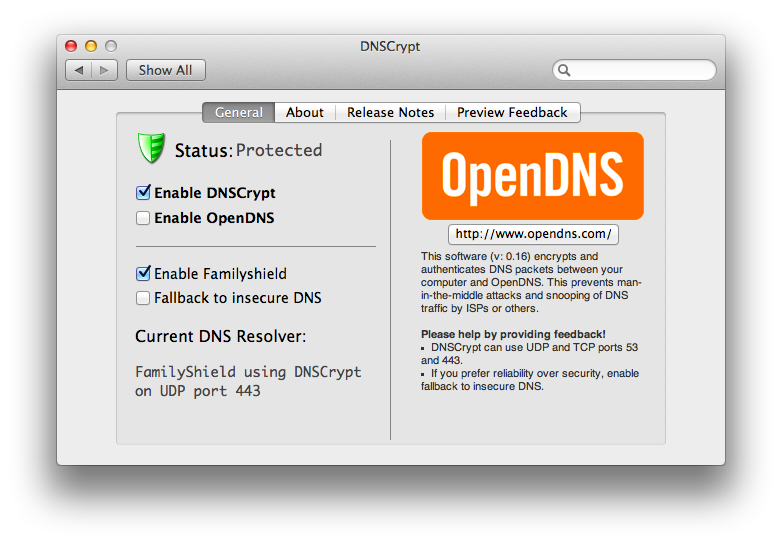 DNSCrypt
Show All
General
About
Release Notes
Preview Feedback
Status: Protected
Enable DNSCrypt
Enable OpenDNS
Enable Familyshield
Fallback to insecure DNS
Current DNS Resolver:
FamilyShield using DNSCrypt
on UDP port 443
OpenDNS
http://www.opendns.com/
This software (v: 0.16) encrypts and
authenticates DNS packets between your
computer and OpenDNS. This prevents man-
in-the-middle attacks and snooping of DNS
traffic by ISPs or others.
Please help by providing feedback!
▪ DNSCrypt can use UDP and TCP ports 53
and 443.
▪ If you prefer reliability over security, enable
fallback to insecure DNS.